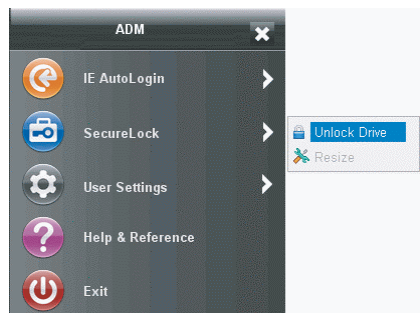 ADM
IE AutoLogin
SecureLock
Unlock Drive
Resize
User Settings
Help & Reference
Exit